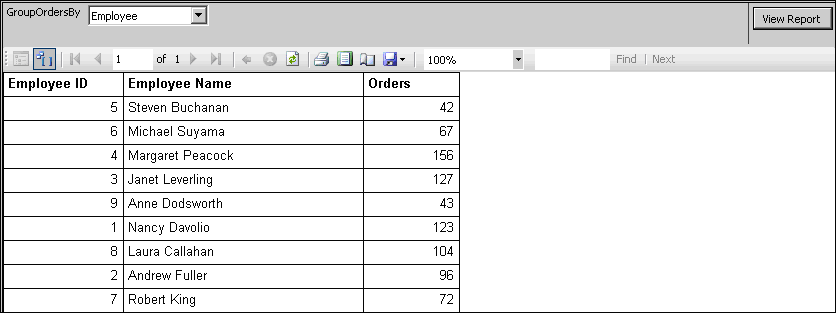 GroupOrdersBy Employee View Report
1 of 1 100% Find | Next
Employee ID Employee Name Orders
5 Steven Buchanan 42
6 Michael Suyama 67
4 Margaret Peacock 156
3 Janet Leverling 127
9 Anne Dodsworth 43
1 Nancy Davolio 123
8 Laura Callahan 104
2 Andrew Fuller 96
7 Robert King 72